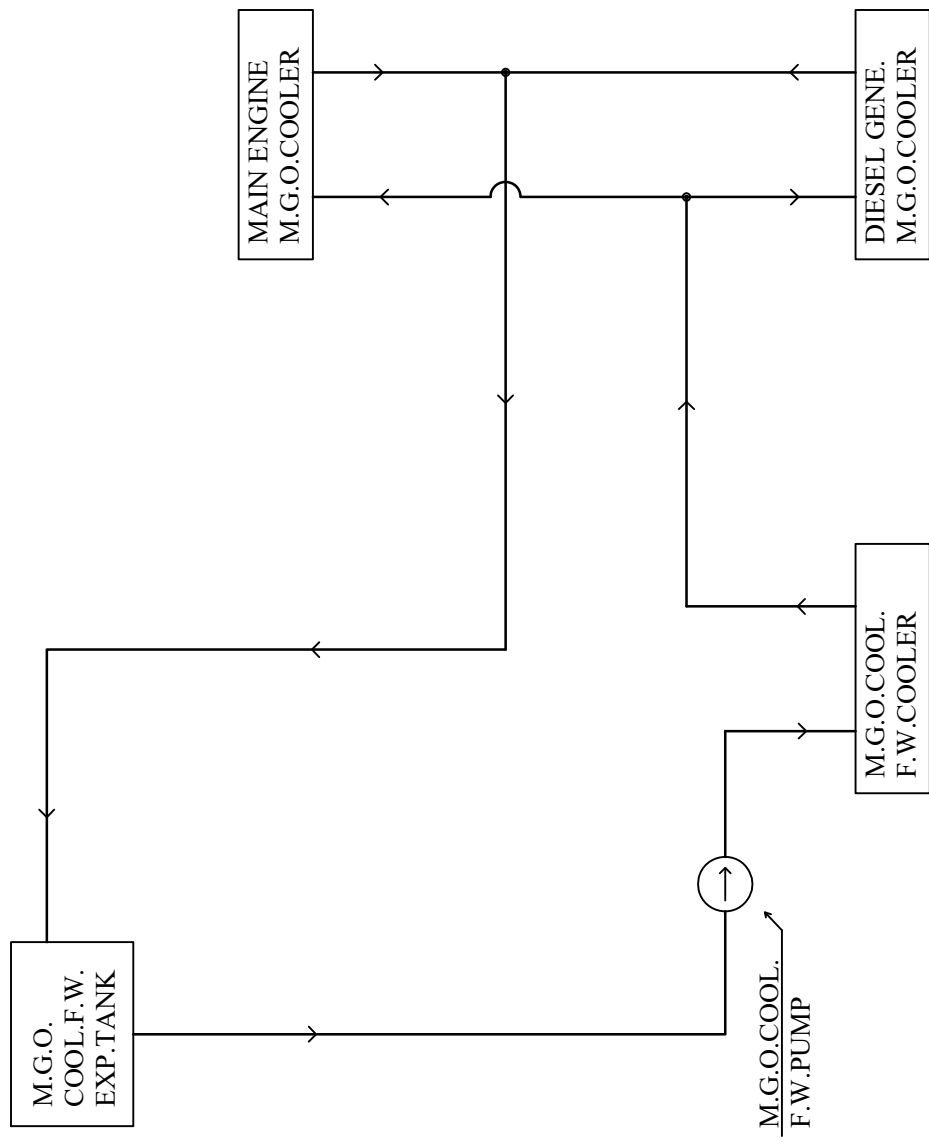 M.G.O.
COOL.F.W.
EXP.TANK
MAIN ENGINE
M.G.O.COOLER
M.G.O.COOL.
F.W.PUMP
M.G.O.COOL.
F.W.COOLER
DIESEL GENE.
M.G.O.COOLER